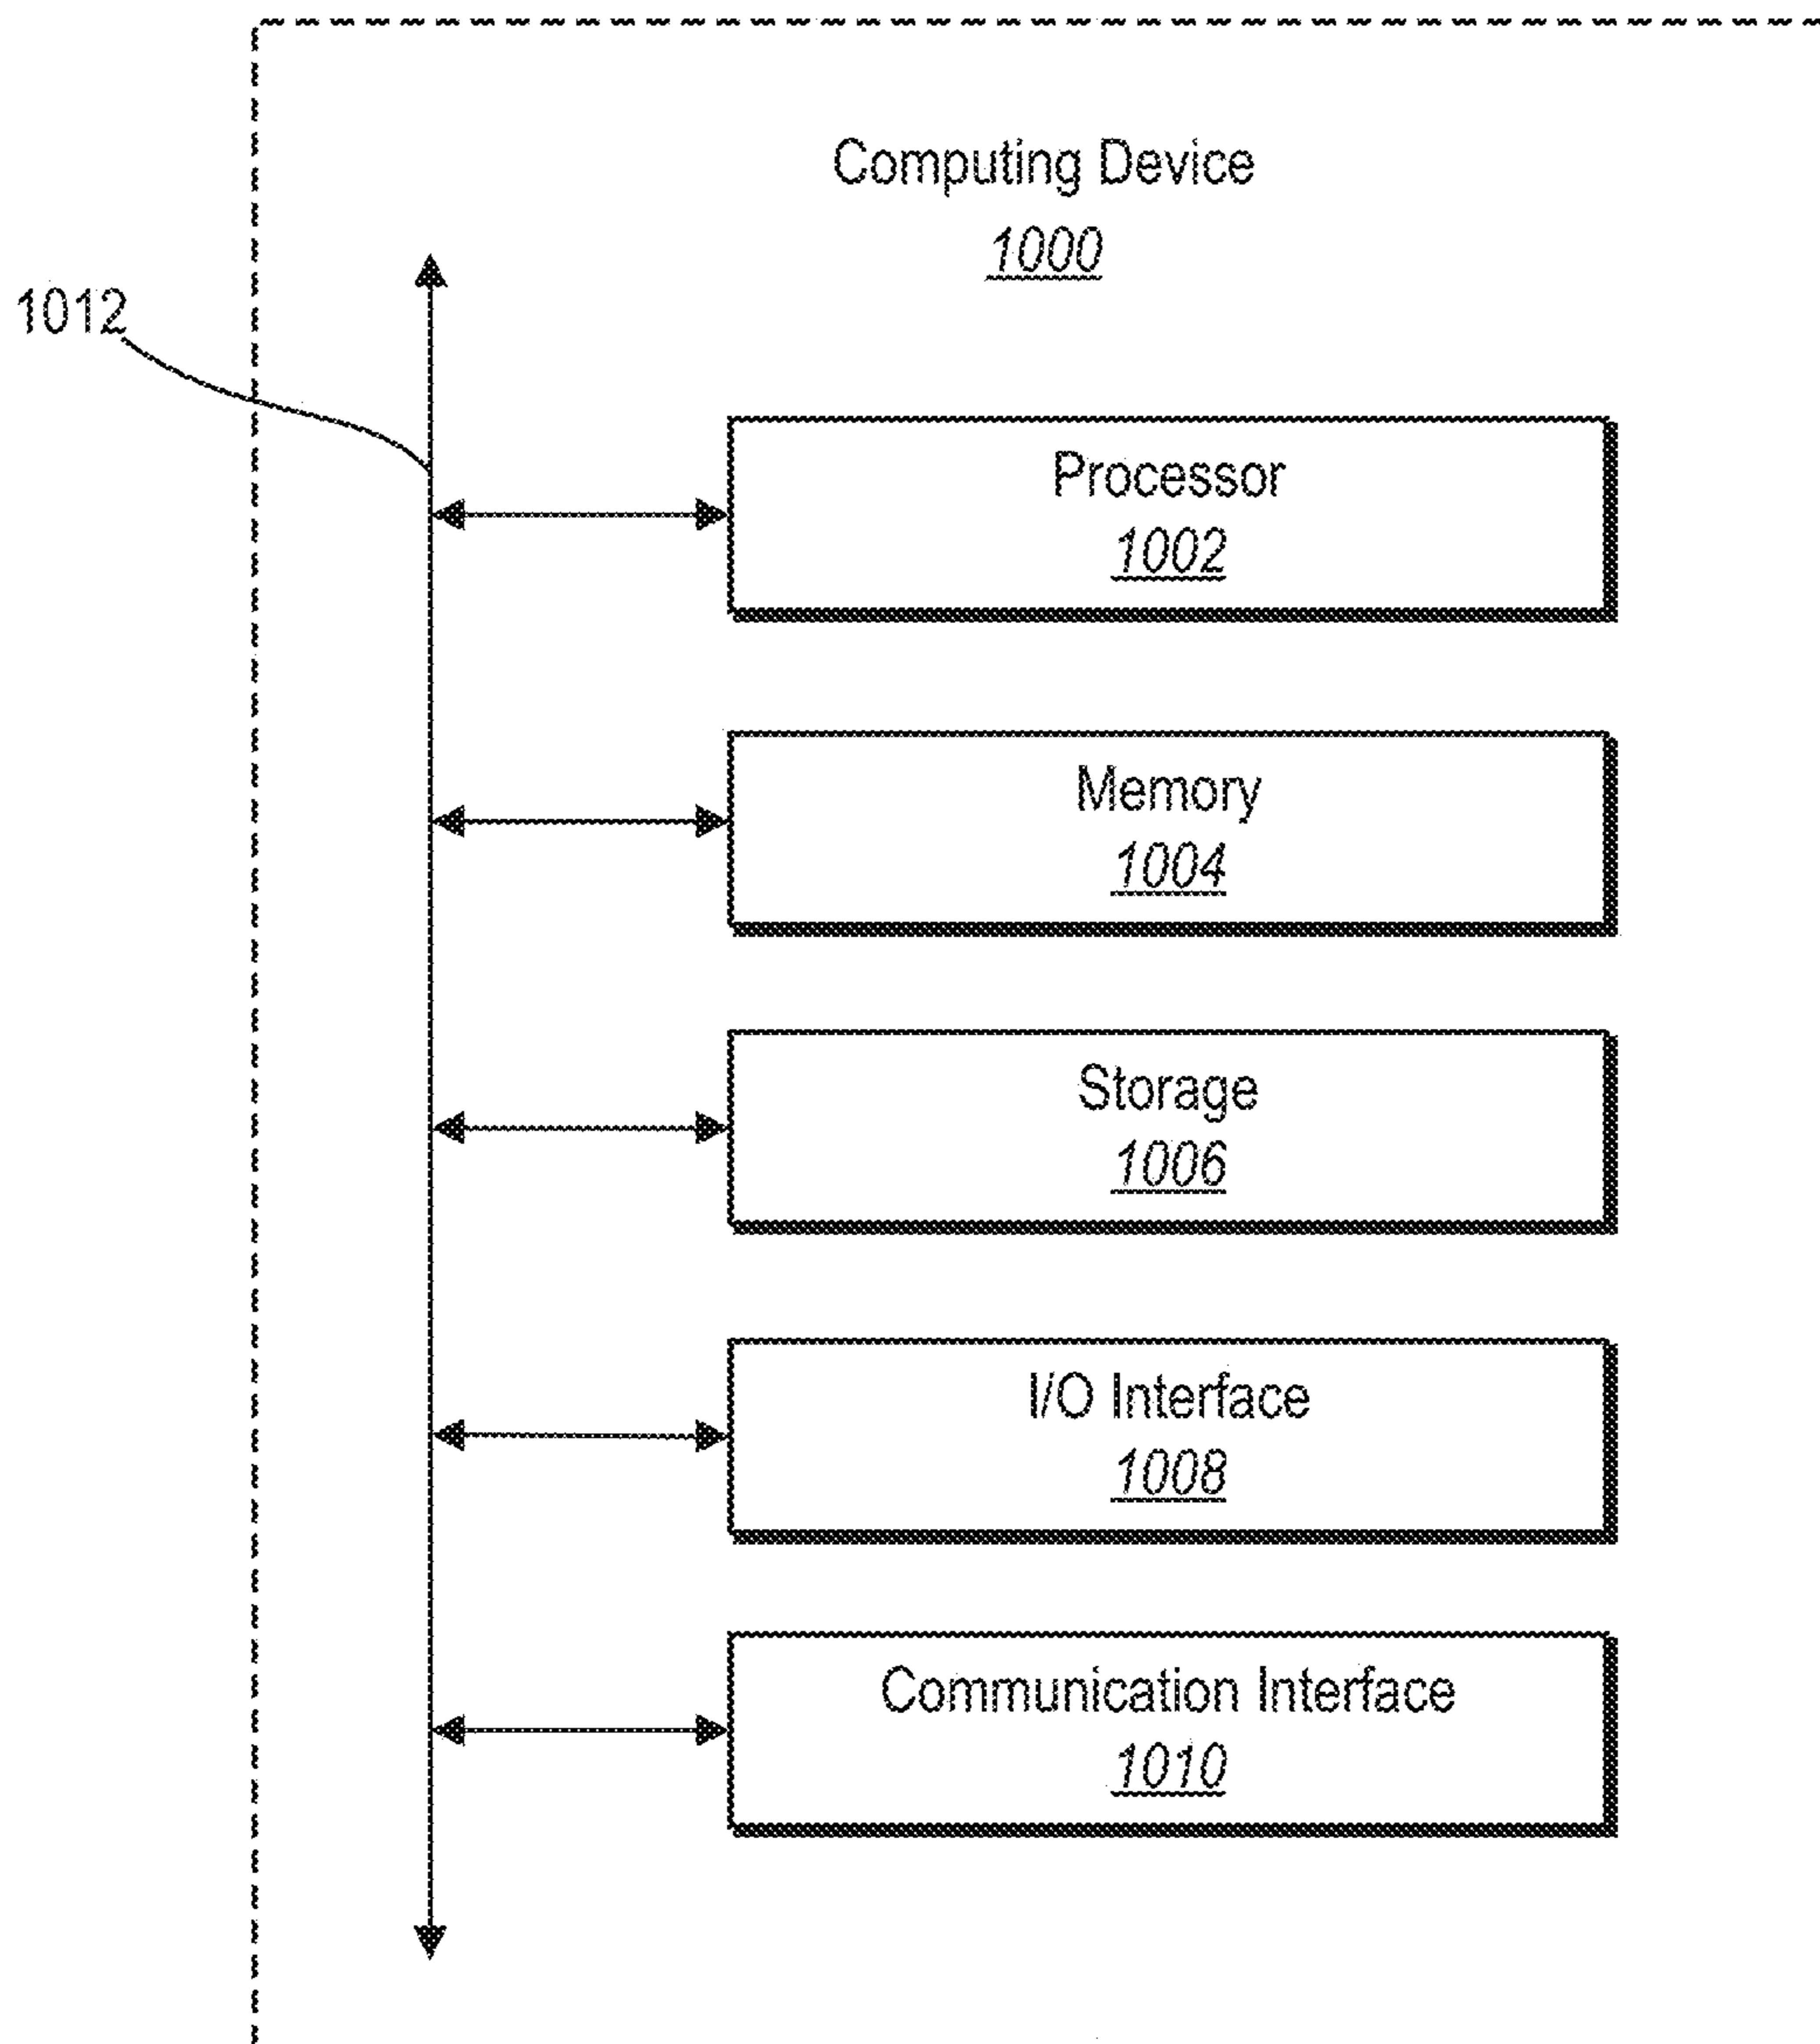 Computing Device
1000
1012
Processor
1002
Memory
1004
Storage
1006
I/O Interface
1008
Communication Interface
1010